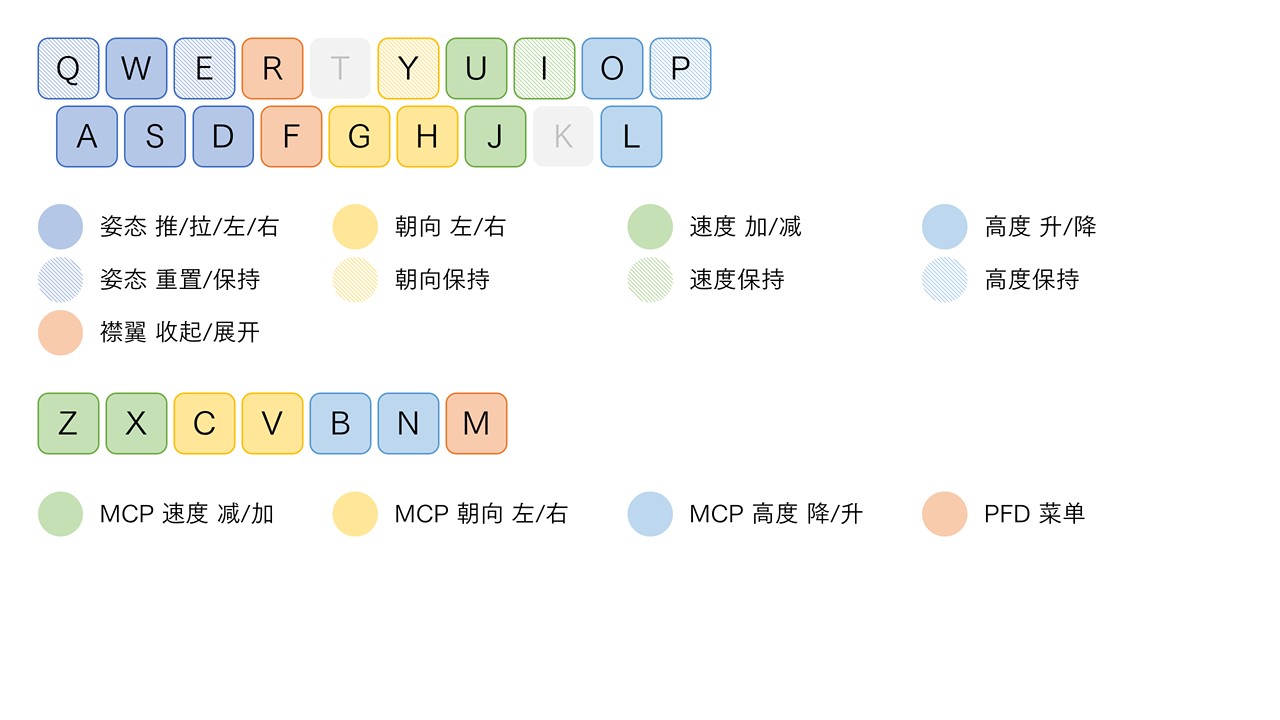 Q W E R T Y U I O P
A S D F G H J K L
姿态 推/拉/左/右 朝向 左/右 速度 加/减 高度 升/降
姿态 重置/保持 朝向保持 速度保持 高度保持
襟翼 收起/展开
Z X C V B N M
MCP 速度 减/加 MCP 朝向 左/右 MCP 高度 降/升 PFD 菜单